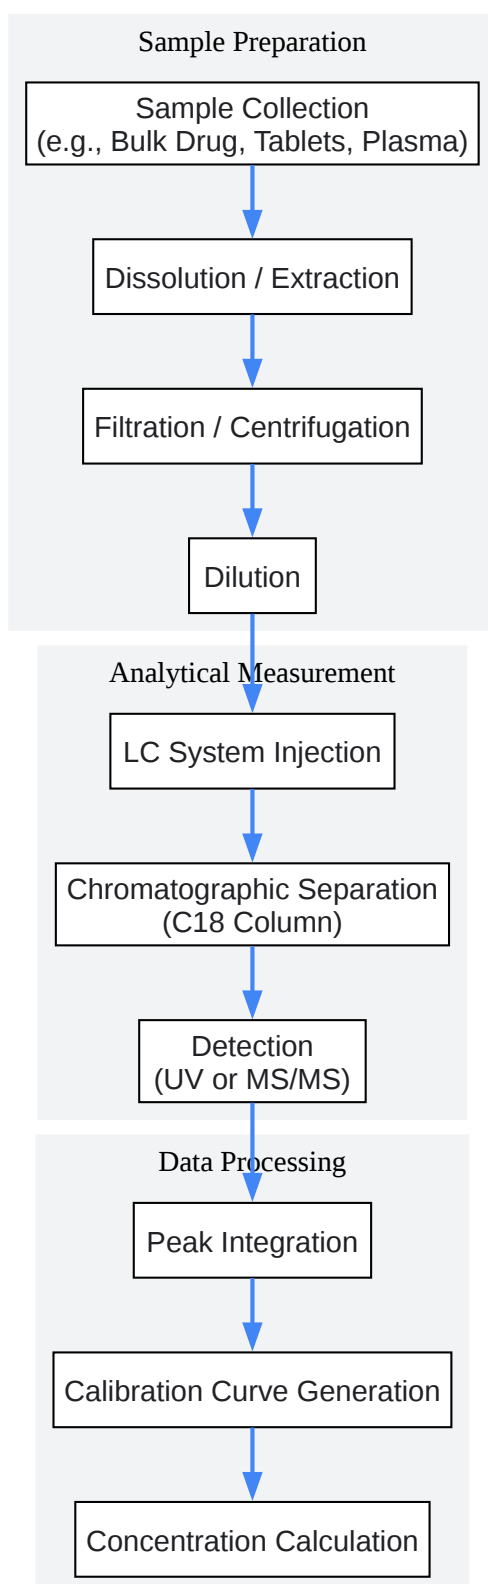 Sample Preparation
Sample Collection
(e.g., Bulk Drug, Tablets, Plasma)
Dissolution / Extraction
Filtration / Centrifugation
Dilution
Analytical Measurement
LC System Injection
Chromatographic Separation
(C18 Column)
Detection
(UV or MS/MS)
Data Processing
Peak Integration
Calibration Curve Generation
Concentration Calculation